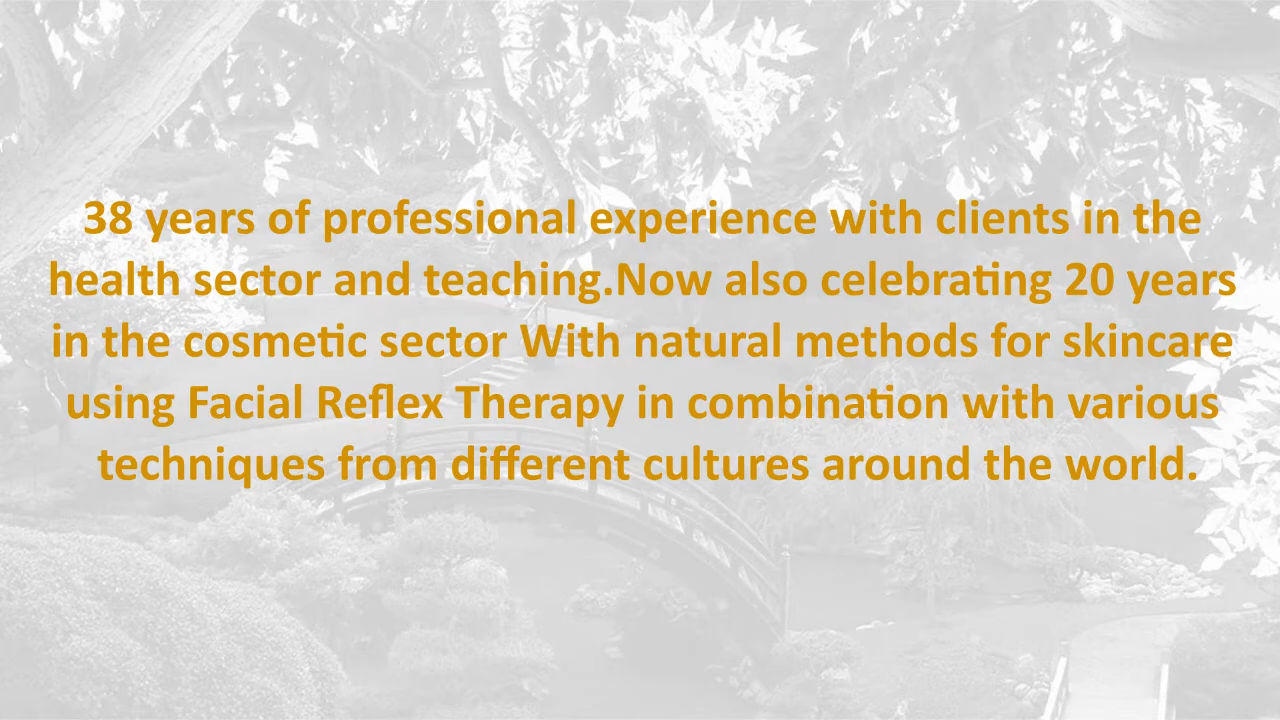 38 years of professional experience with clients in the
health sector and teaching.Now also celebrating 20 years
in the cosmetic sector With natural methods for skincare
using Facial Reflex Therapy in combination with various
techniques from different cultures around the world.